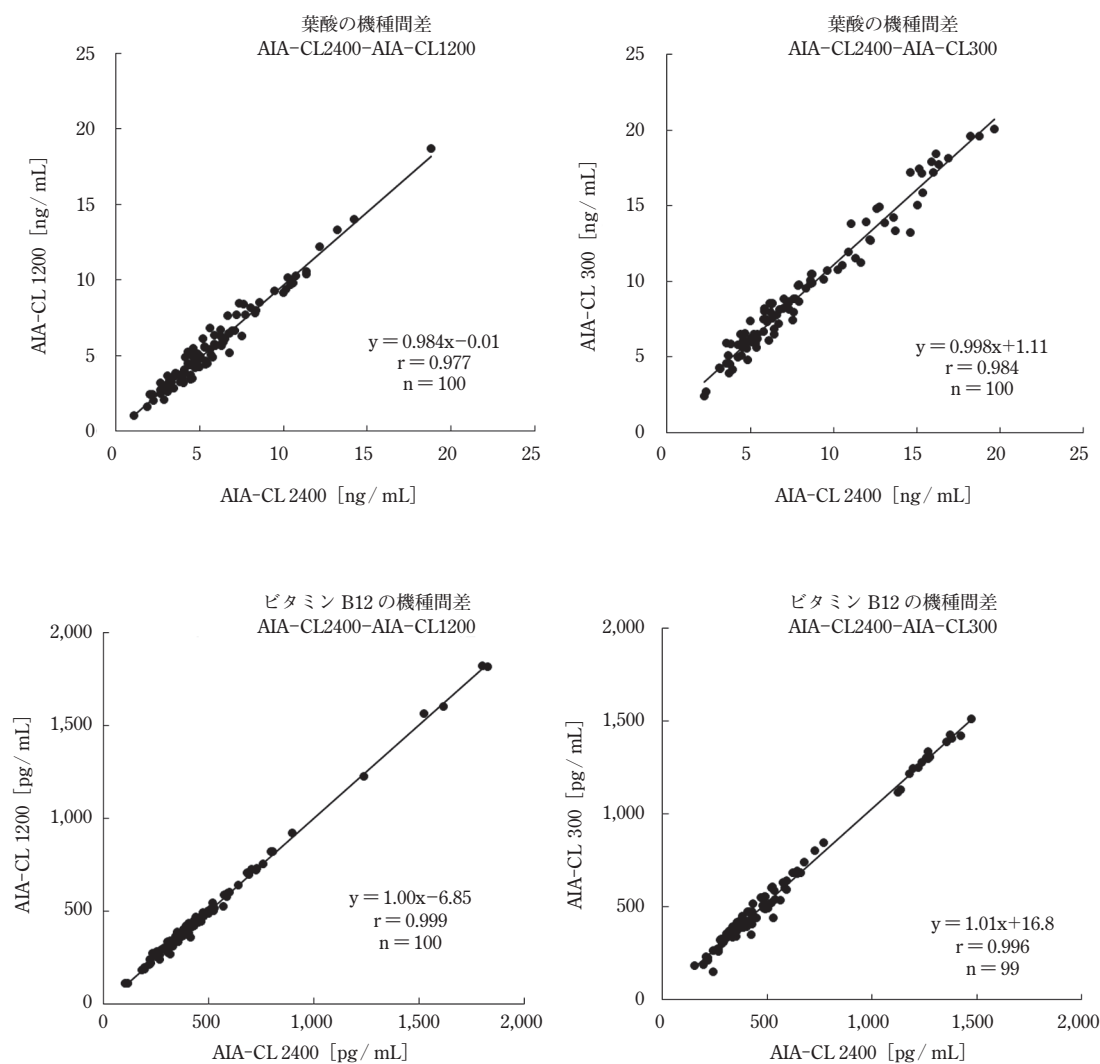 葉酸の機種間差
AIA-CL2400-AIA-CL1200
25
20
15
10
5
0
AIA-CL 1200 [ng/mL]
y=0.984x-0.01
r=0.977
n=100
0 5 10 15 20 25
AIA-CL 2400 [ng/mL]
葉酸の機種間差
AIA-CL2400-AIA-CL300
25
20
15
10
5
0
AIA-CL 300 [ng/mL]
y=0.998x+1.11
r=0.984
n=100
0 5 10 15 20 25
AIA-CL 2400 [ng/mL]
ビタミン B12 の機種間差
AIA-CL2400-AIA-CL1200
2,000
1,500
1,000
500
0
AIA-CL 1200 [pg/mL]
y=1.00x-6.85
r=0.999
n=100
0 500 1,000 1,500 2,000
AIA-CL 2400 [pg/mL]
ビタミン B12 の機種間差
AIA-CL2400-AIA-CL300
2,000
1,500
1,000
500
0
AIA-CL 300 [pg/mL]
y=1.01x+16.8
r=0.996
n=99
0 500 1,000 1,500 2,000
AIA-CL 2400 [pg/mL]